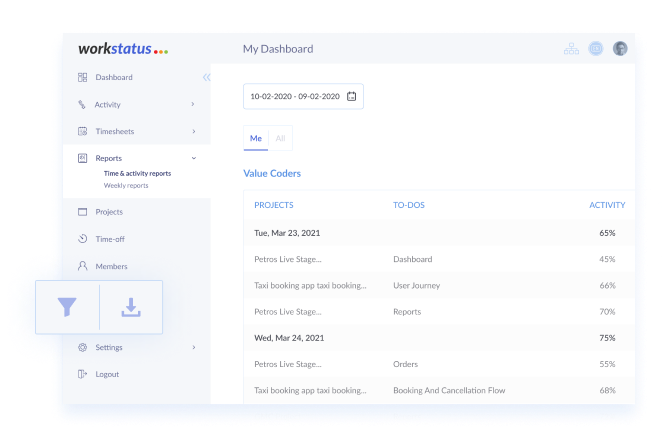 workstatus
My Dashboard
Dashboard
Activity
Timesheets
Reports
Time & activity reports
Weekly reports
Projects
Time-off
Members
Settings
Logout
10-02-2020 - 09-02-2020
Me All
Value Coders
PROJECTS TO-DOS ACTIVITY
Tue, Mar 23, 2021 65%
Petros Live Stage... Dashboard 45%
Taxi booking app taxi booking... User Journey 66%
Petros Live Stage... Reports 70%
Wed, Mar 24, 2021 75%
Petros Live Stage... Orders 55%
Taxi booking app taxi booking... Booking And Cancellation Flow 68%